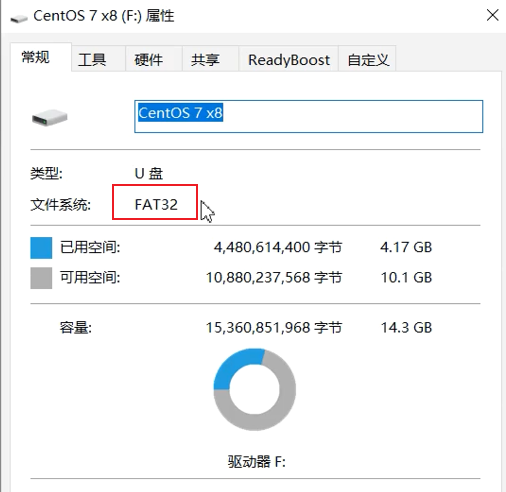 CentOS 7 x8 (F:) 属性
常规 工具 硬件 共享 ReadyBoost 自定义
CentOS 7 x8
类型: U 盘
文件系统: FAT32
已用空间: 4,480,614,400 字节 4.17 GB
可用空间: 10,880,237,568 字节 10.1 GB
容量: 15,360,851,968 字节 14.3 GB
驱动器 F: